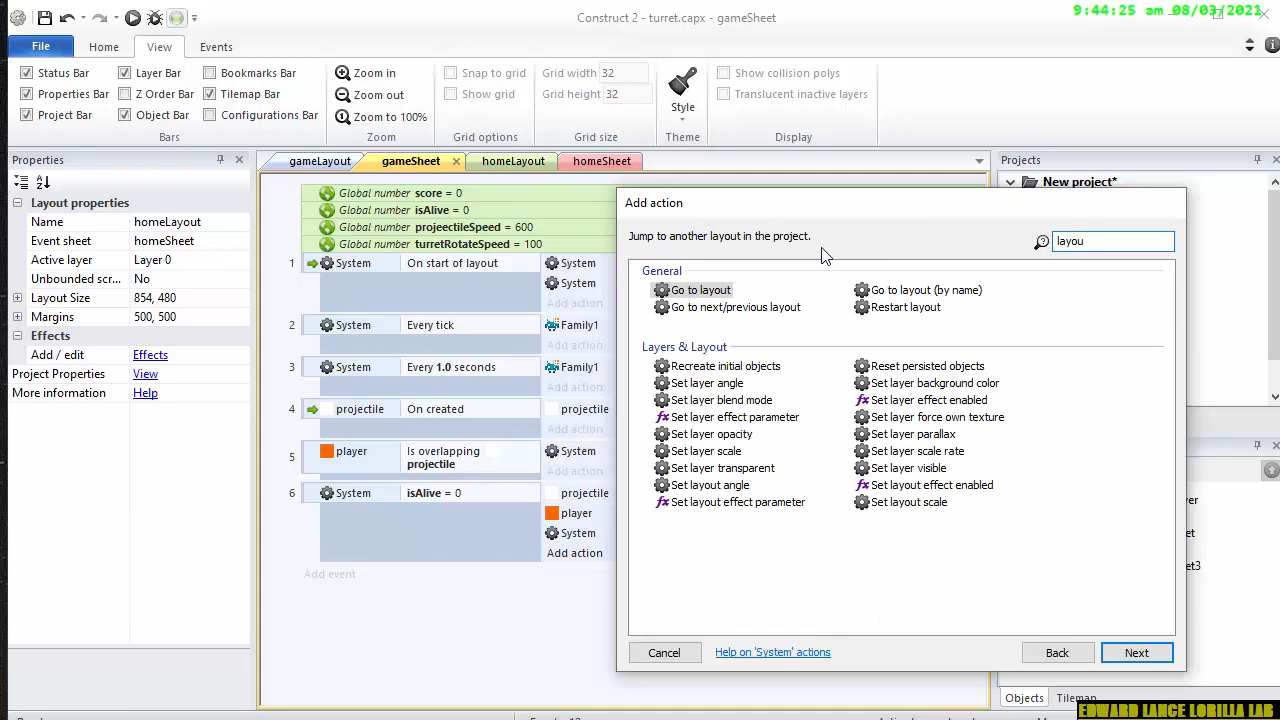 Construct 2 - turret.capx - gameSheet
9:44:25 am 08/03/2021
File
Home
View
Events
Status Bar
Layer Bar
Bookmarks Bar
Zoom in
Snap to grid
Grid width 32
Show collision polys
Properties Bar
Z Order Bar
Tilemap Bar
Zoom out
Show grid
Grid height 32
Style
Translucent inactive layers
Project Bar
Object Bar
Configurations Bar
Zoom to 100%
Bars
Zoom
Grid options
Grid size
Theme
Display
Properties
gameLayout
gameSheet
homeLayout
homeSheet
Projects
New project*
Layout properties
Name homeLayout
Event sheet homeSheet
Active layer Layer 0
Unbounded scr... No
Layout Size 854, 480
Margins 500, 500
Effects
Add / edit Effects
Project Properties View
More information Help
Global number score = 0
Global number isAlive = 0
Global number projeectileSpeed = 600
Global number turretRotateSpeed = 100
1 System On start of layout System
System
Add action
2 System Every tick Family1
Add action
3 System Every 1.0 seconds Family1
Add action
4 projectile On created projectile
Add action
5 player Is overlapping projectile System
Add action
6 System isAlive = 0 projectile
player
System
Add action
Add event
Add action
Jump to another layout in the project.
layou
General
Go to layout
Go to layout (by name)
Go to next/previous layout
Restart layout
Layers & Layout
Recreate initial objects
Reset persisted objects
Set layer angle
Set layer background color
Set layer blend mode
Set layer effect enabled
Set layer effect parameter
Set layer force own texture
Set layer opacity
Set layer parallax
Set layer scale
Set layer scale rate
Set layer transparent
Set layer visible
Set layout angle
Set layout effect enabled
Set layout effect parameter
Set layout scale
Cancel
Help on 'System' actions
Back
Next
Objects
Tilemap
EDWARD LANCE LORILLA LAB